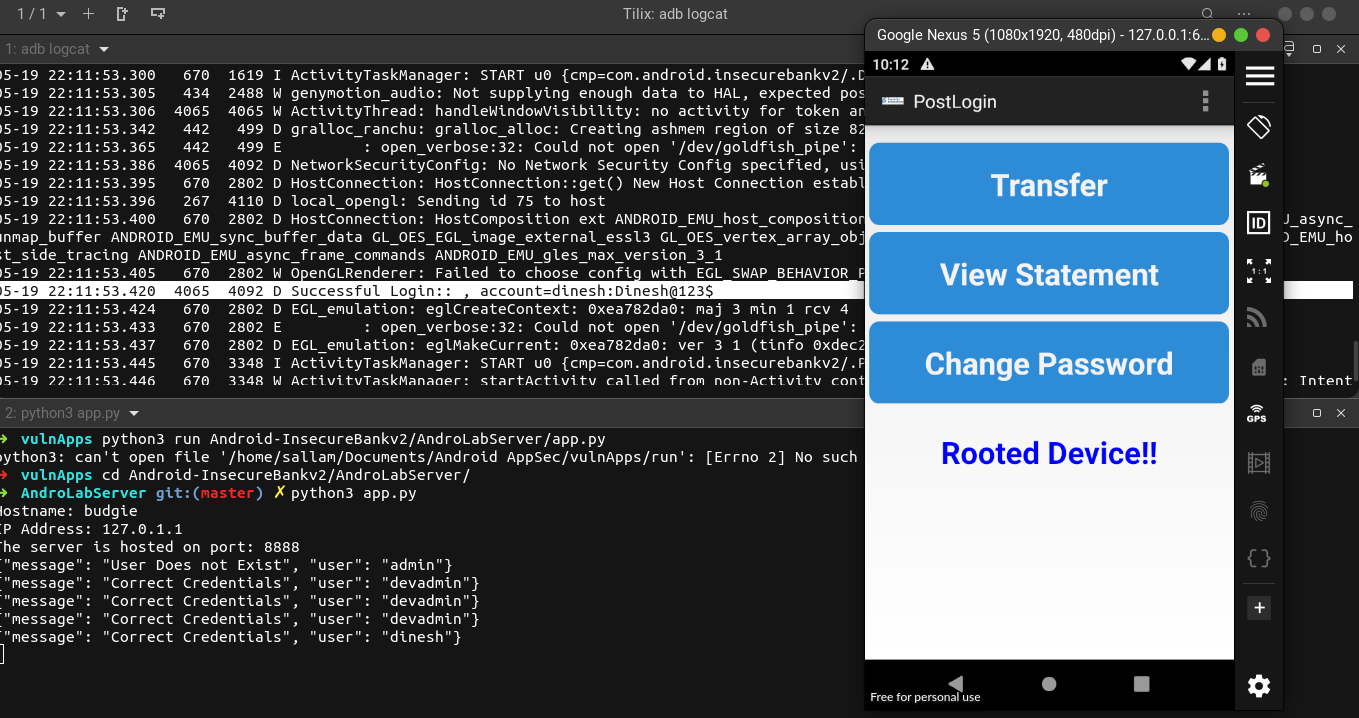 1 / 1
Tilix: adb logcat
1: adb logcat
05-19 22:11:53.300 670 1619 I ActivityTaskManager: START u0 {cmp=com.android.insecurebankv2/.D
05-19 22:11:53.305 434 2488 W genymotion_audio: Not supplying enough data to HAL, expected pos
05-19 22:11:53.306 4065 4065 W ActivityThread: handleWindowVisibility: no activity for token an
05-19 22:11:53.342 442 499 D gralloc_ranchu: gralloc_alloc: Creating ashmem region of size 82
05-19 22:11:53.365 442 499 E : open_verbose:32: Could not open '/dev/goldfish_pipe':
05-19 22:11:53.386 4065 4092 D NetworkSecurityConfig: No Network Security Config specified, usi
05-19 22:11:53.395 670 2802 D HostConnection: HostConnection::get() New Host Connection establ
05-19 22:11:53.396 267 4110 D local_opengl: Sending id 75 to host
05-19 22:11:53.400 670 2802 D HostConnection: HostComposition ext ANDROID_EMU_host_composition U_async_
unmap_buffer ANDROID_EMU_sync_buffer_data GL_OES_EGL_image_external_essl3 GL_OES_vertex_array_obj D_EMU_ho
st_side_tracing ANDROID_EMU_async_frame_commands ANDROID_EMU_gles_max_version_3_1
05-19 22:11:53.405 670 2802 W OpenGLRenderer: Failed to choose config with EGL_SWAP_BEHAVIOR_P
05-19 22:11:53.420 4065 4092 D Successful Login:: , account=dinesh:Dinesh@123$
05-19 22:11:53.424 670 2802 D EGL_emulation: eglCreateContext: 0xea782da0: maj 3 min 1 rcv 4
05-19 22:11:53.433 670 2802 E : open_verbose:32: Could not open '/dev/goldfish_pipe':
05-19 22:11:53.437 670 2802 D EGL_emulation: eglMakeCurrent: 0xea782da0: ver 3 1 (tinfo 0xdec2
05-19 22:11:53.445 670 3348 I ActivityTaskManager: START u0 {cmp=com.android.insecurebankv2/.P
05-19 22:11:53.446 670 3348 W ActivityTaskManager: startActivity called from non-Activity cont : Intent
2: python3 app.py
→ vulnApps python3 run Android-InsecureBankv2/AndroLabServer/app.py
python3: can't open file '/home/sallam/Documents/Android AppSec/vulnApps/run': [Errno 2] No such
→ vulnApps cd Android-InsecureBankv2/AndroLabServer/
→ AndroLabServer git:(master) ✗ python3 app.py
Hostname: budgie
IP Address: 127.0.1.1
The server is hosted on port: 8888
{"message": "User Does not Exist", "user": "admin"}
{"message": "Correct Credentials", "user": "devadmin"}
{"message": "Correct Credentials", "user": "devadmin"}
{"message": "Correct Credentials", "user": "devadmin"}
{"message": "Correct Credentials", "user": "dinesh"}
Google Nexus 5 (1080x1920, 480dpi) - 127.0.0.1:6...
10:12
PostLogin
Transfer
View Statement
Change Password
Rooted Device!!
Free for personal use
ID
1:1
GPS